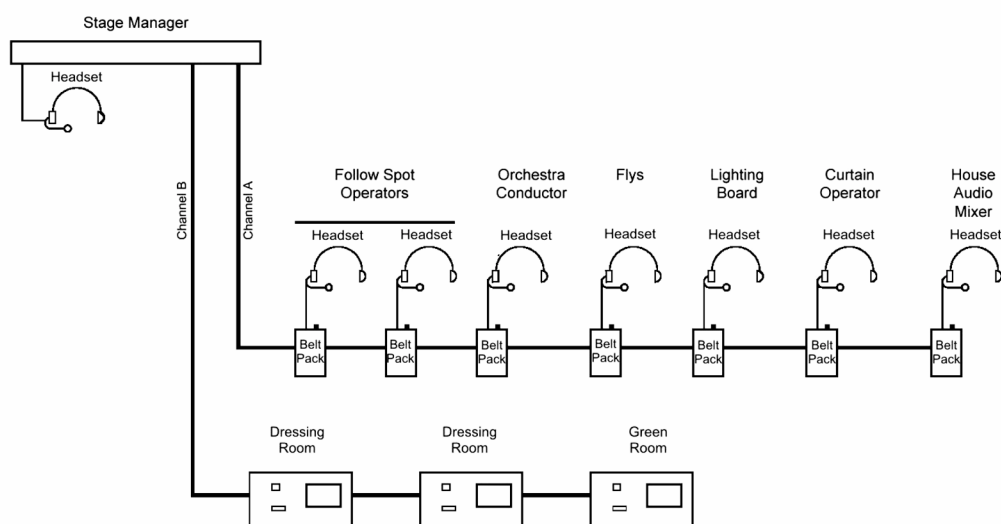 Stage Manager
Headset
Channel B
Channel A
Follow Spot
Operators
Orchestra
Conductor
Flys
Lighting
Board
Curtain
Operator
House
Audio
Mixer
Headset
Headset
Headset
Headset
Headset
Headset
Headset
Belt
Pack
Belt
Pack
Belt
Pack
Belt
Pack
Belt
Pack
Belt
Pack
Belt
Pack
Dressing
Room
Dressing
Room
Green
Room